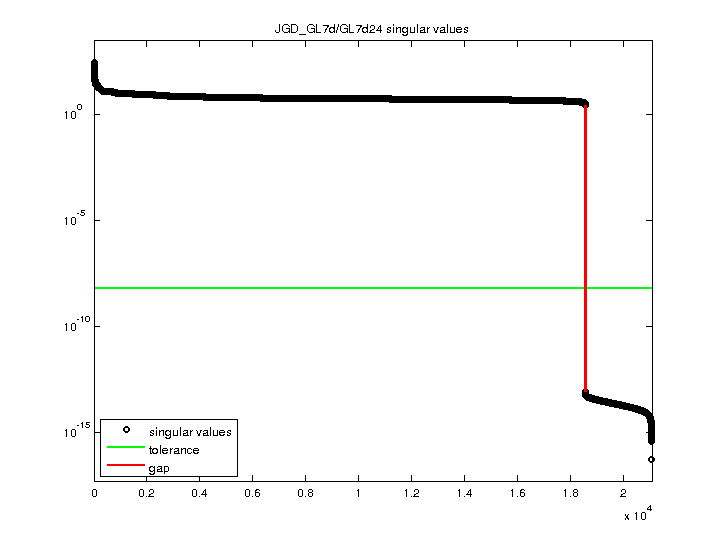 JGD_GL7d/GL7d24 singular values
10^0
10^-5
10^-10
10^-15
singular values
tolerance
gap
0 0.2 0.4 0.6 0.8 1 1.2 1.4 1.6 1.8 2
x 10^4